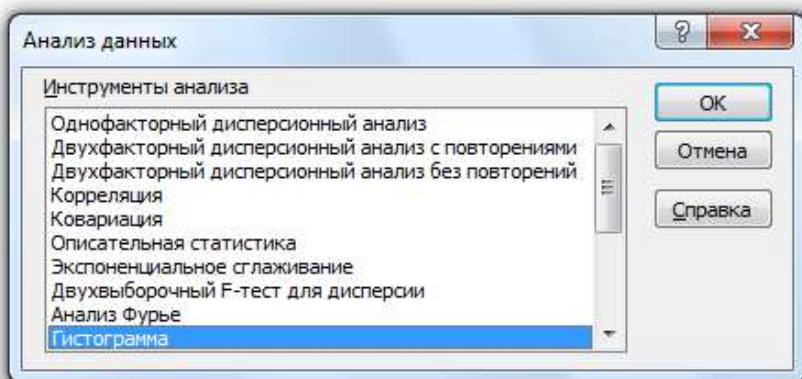 Анализ данных
Инструменты анализа
Однофакторный дисперсионный анализ
Двухфакторный дисперсионный анализ с повторениями
Двухфакторный дисперсионный анализ без повторений
Корреляция
Ковариация
Описательная статистика
Экспоненциальное сглаживание
Двухвыборочный F-тест для дисперсии
Анализ Фурье
Гистограмма
ОК
Отмена
Справка